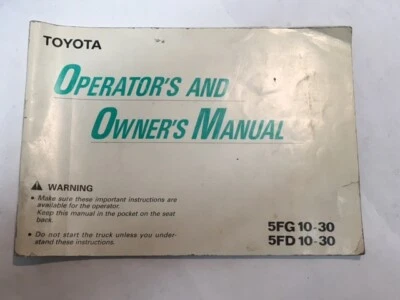 TOYOTA
OPERATOR'S AND
OWNER'S MANUAL
WARNING
• Make sure these important instructions are
available for the operator.
Keep this manual in the pocket on the seat
back.
• Do not start the truck unless you under-
stand these instructions.
5FG 10-30
5FD 10-30